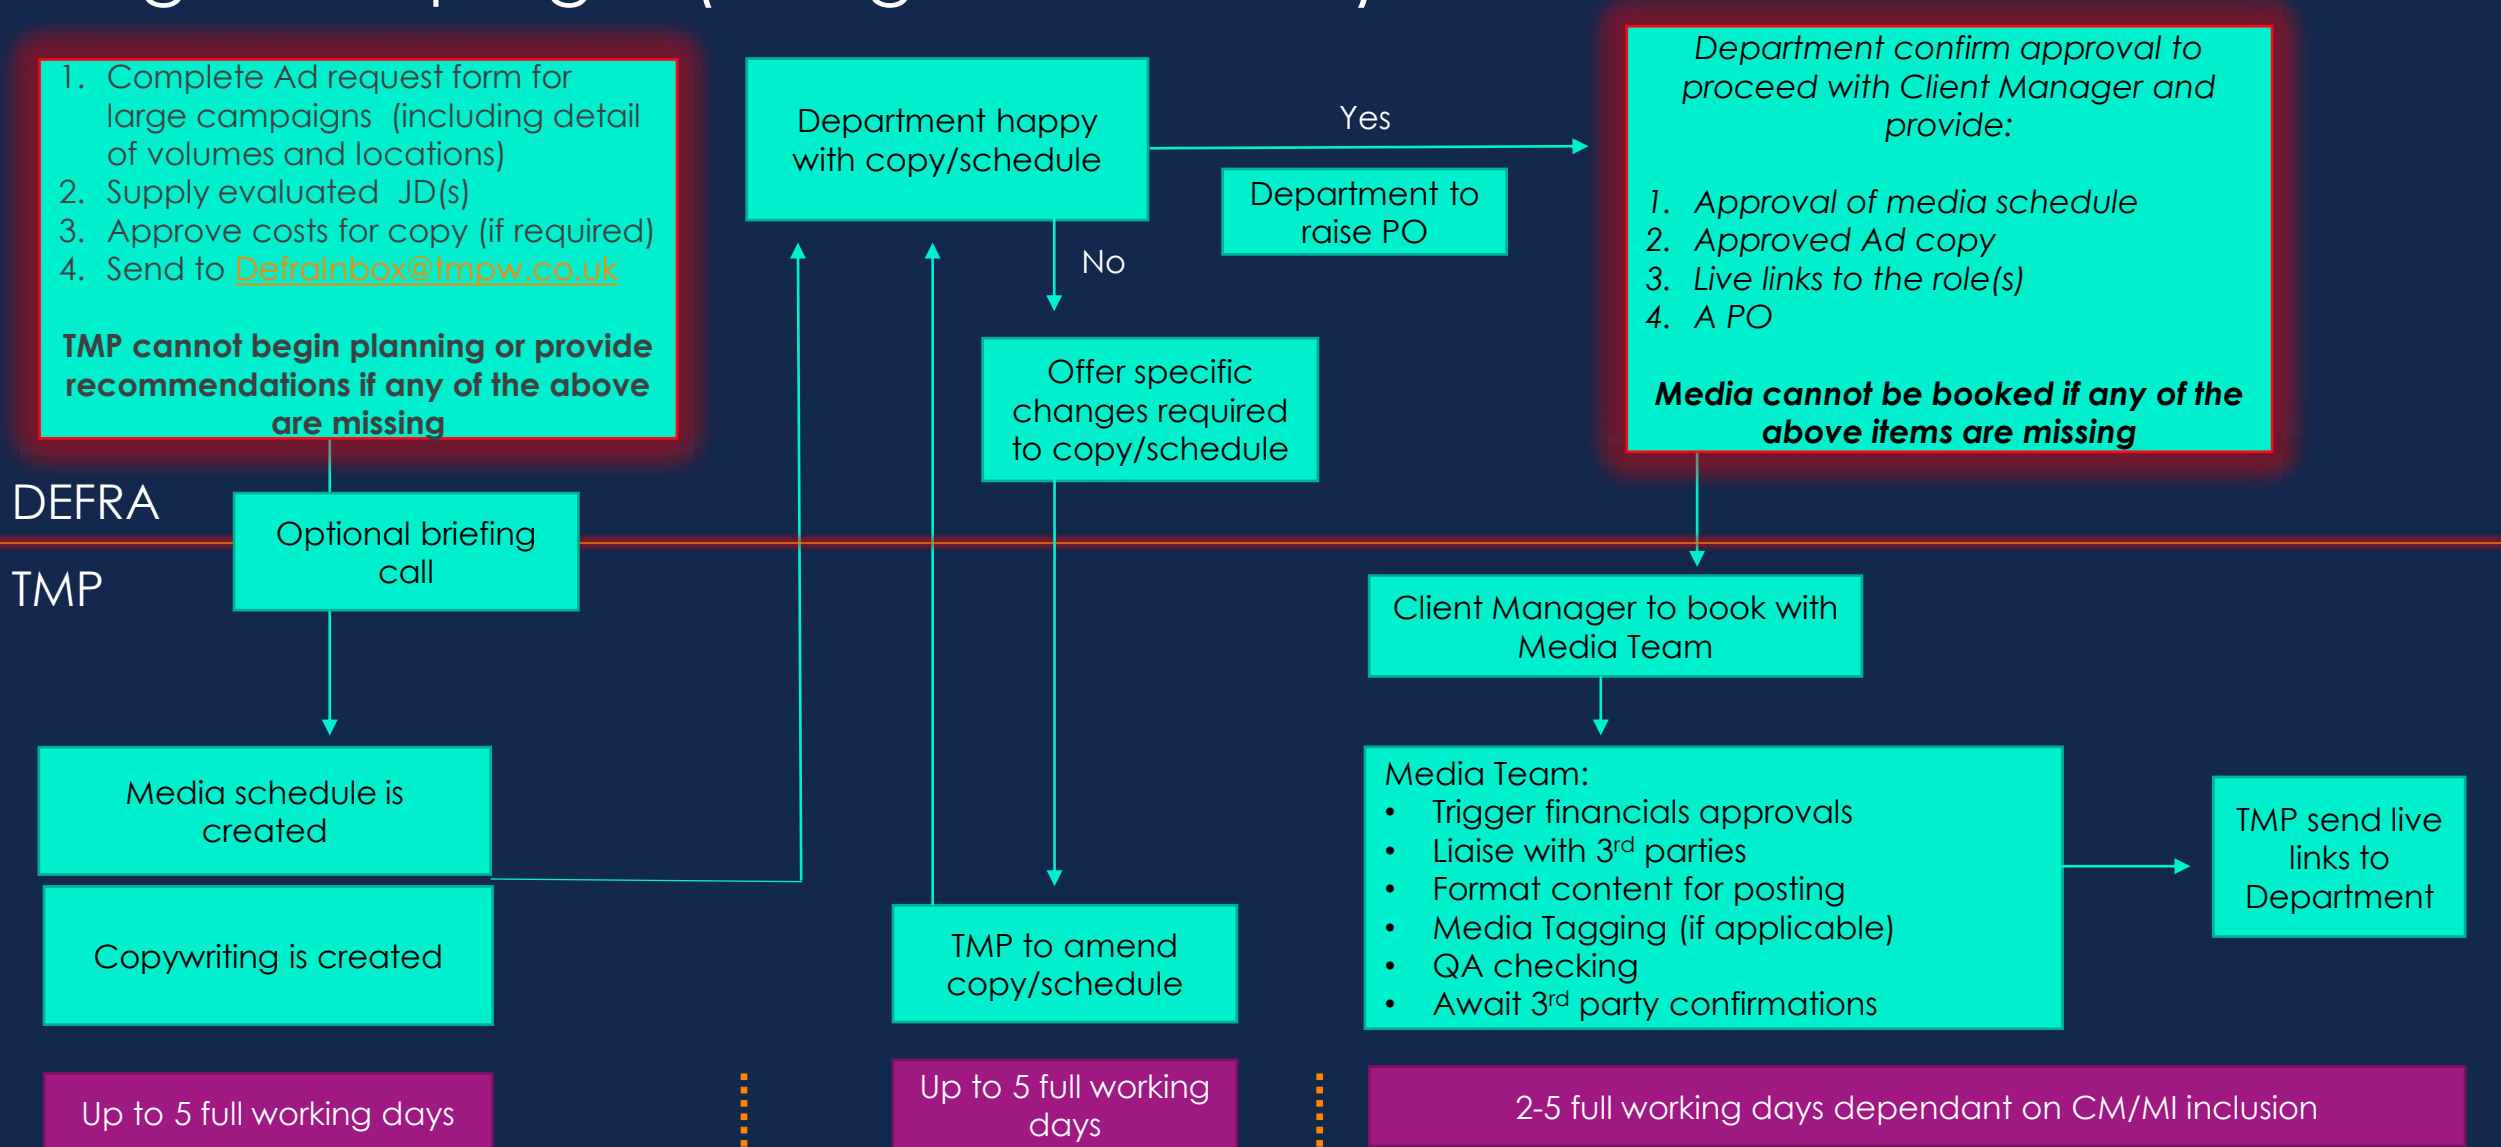 1. Complete Ad request form for
large campaigns (including detail
of volumes and locations)
2. Supply evaluated JD(s)
3. Approve costs for copy (if required)
4. Send to DefraInbox@tmpw.co.uk
TMP cannot begin planning or provide
recommendations if any of the above
are missing
Department happy
with copy/schedule
Yes
Department to
raise PO
No
Offer specific
changes required
to copy/schedule
Department confirm approval to
proceed with Client Manager and
provide:
1. Approval of media schedule
2. Approved Ad copy
3. Live links to the role(s)
4. A PO
Media cannot be booked if any of the
above items are missing
DEFRA
Optional briefing
call
TMP
Client Manager to book with
Media Team
Media schedule is
created
Copywriting is created
TMP to amend
copy/schedule
Media Team:
• Trigger financials approvals
• Liaise with 3rd parties
• Format content for posting
• Media Tagging (if applicable)
• QA checking
• Await 3rd party confirmations
TMP send live
links to
Department
Up to 5 full working days
Up to 5 full working
days
2-5 full working days dependant on CM/MI inclusion